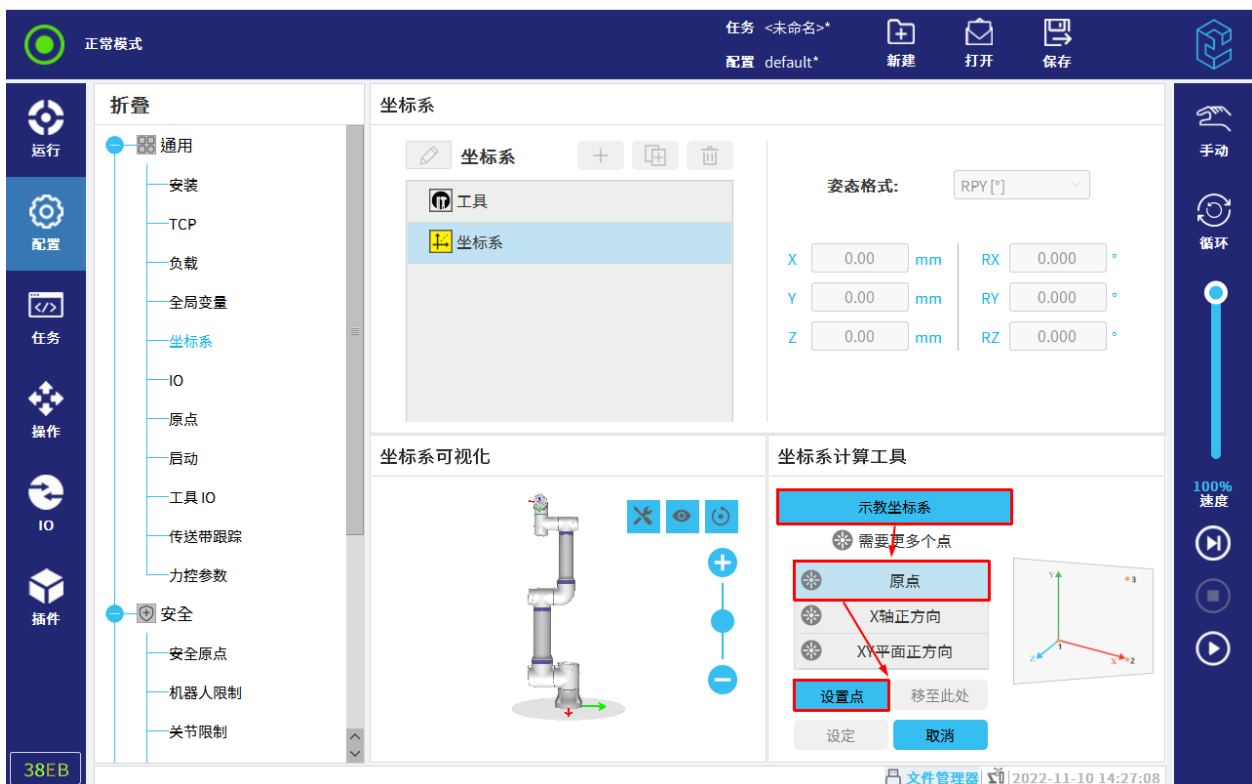 正常模式
任务 <未命名>*
配置 default*
新建
打开
保存
运行
配置
任务
操作
IO
插件
38EB
折叠
通用
安装
TCP
负载
全局变量
坐标系
IO
原点
启动
工具 IO
传送带跟踪
力控参数
安全
安全原点
机器人限制
关节限制
坐标系
坐标系
工具
坐标系
姿态格式: RPY [°]
X 0.00 mm RX 0.000 °
Y 0.00 mm RY 0.000 °
Z 0.00 mm RZ 0.000 °
坐标系可视化
坐标系计算工具
示教坐标系
需要更多个点
原点
X轴正方向
XY平面正方向
设置点 移至此处
设定 取消
Y 3
1
Z X 2
手动
循环
100%
速度
文件管理器 2022-11-10 14:27:08